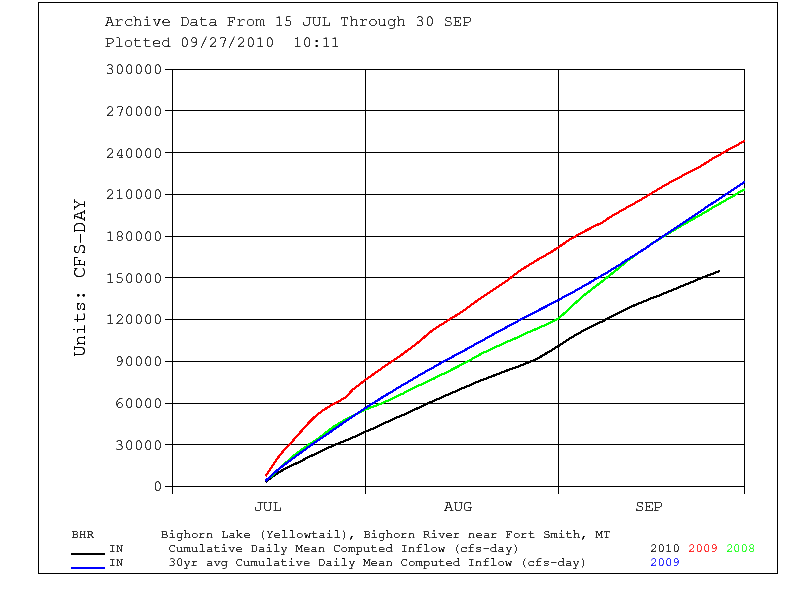 Archive Data From 15 JUL Through 30 SEP
Plotted 09/27/2010  10:11
300000
270000
240000
210000
180000
150000
120000
90000
60000
30000
0
Units: CFS-DAY
JUL AUG SEP
BHR Bighorn Lake (Yellowtail), Bighorn River near Fort Smith, MT
IN Cumulative Daily Mean Computed Inflow (cfs-day) 2010 2009 2008
IN 30yr avg Cumulative Daily Mean Computed Inflow (cfs-day) 2009